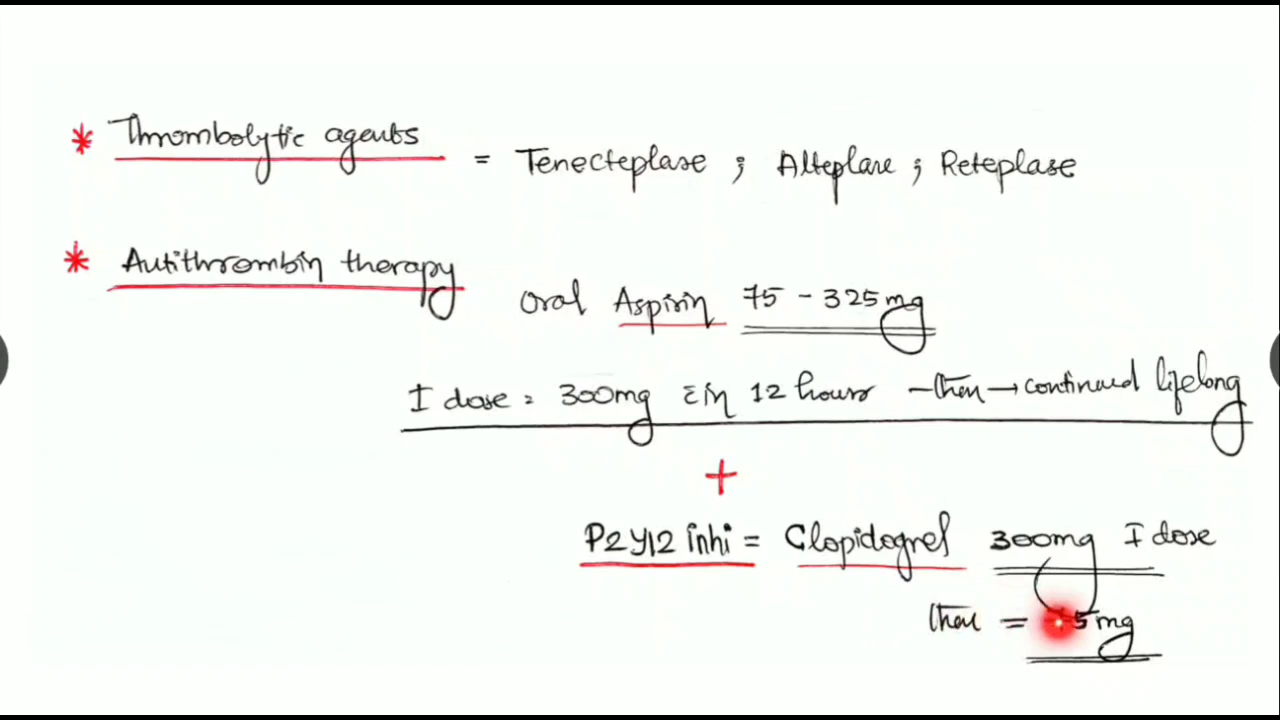 * Thrombolytic agents = Tenecteplase ; Alteplase ; Reteplase
* Antithrombin therapy
Oral Aspirin 75 - 325mg
I dose = 300mg in 12 hours - then → continued lifelong
+
P2Y12 inhi = Clopidogrel 300mg I dose
then = 5mg